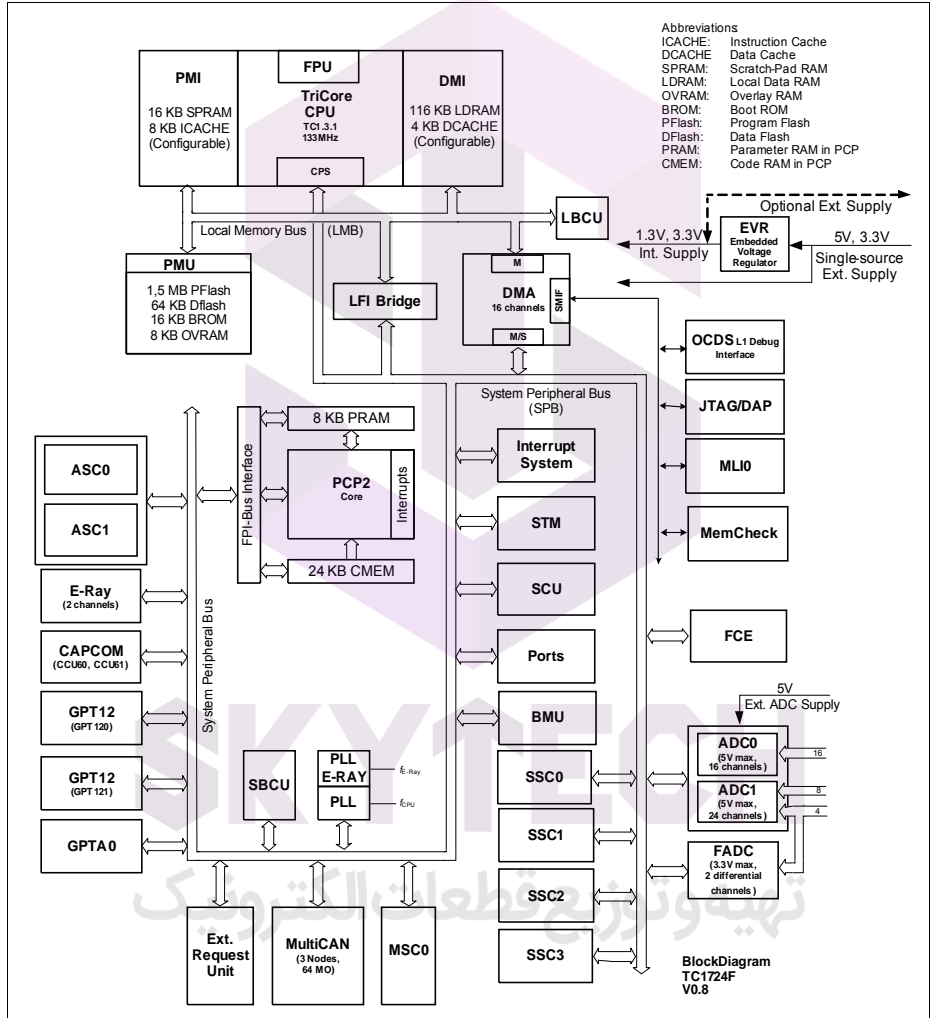 Abbreviations:
ICACHE: Instruction Cache
DCACHE Data Cache
SPRAM: Scratch-Pad RAM
LDRAM: Local Data RAM
OVRAM: Overlay RAM
BROM: Boot ROM
PFlash: Program Flash
DFlash: Data Flash
PRAM: Parameter RAM in PCP
CMEM: Code RAM in PCP
PMI
16 KB SPRAM
8 KB ICACHE
(Configurable)
FPU
TriCore
CPU
TC1.3.1
133MHz
CPS
DMI
116 KB LDRAM
4 KB DCACHE
(Configurable)
Local Memory Bus (LMB)
LBCU
Optional Ext. Supply
EVR
Embedded
Voltage
Regulator
1.3V, 3.3V
Int. Supply
5V, 3.3V
Single-source
Ext. Supply
PMU
1,5 MB PFlash
64 KB Dflash
16 KB BROM
8 KB OVRAM
LFI Bridge
M
DMA
16 channels
SMIF
M/S
OCDS L1 Debug
Interface
JTAG/DAP
MLI0
MemCheck
System Peripheral Bus
(SPB)
FPI-Bus Interface
8 KB PRAM
PCP2
Core
Interrupts
24 KB CMEM
Interrupt
System
STM
SCU
Ports
BMU
SSC0
SSC1
SSC2
SSC3
ASC0
ASC1
E-Ray
(2 channels)
CAPCOM
(CCU60, CCU61)
GPT12
(GPT120)
GPT12
(GPT121)
GPTA0
System Peripheral Bus
SBCU
PLL
E-RAY
fE-Ray
PLL
fCPU
FCE
5V
Ext. ADC Supply
ADC0
(5V max,
16 channels)
16
ADC1
(5V max,
24 channels)
8
4
FADC
(3.3V max,
2 differential
channels)
Ext.
Request
Unit
MultiCAN
(3 Nodes,
64 MO)
MSC0
BlockDiagram
TC1724F
V0.8
SKYTECH
تهیه و توزیع قطعات الکترونیک